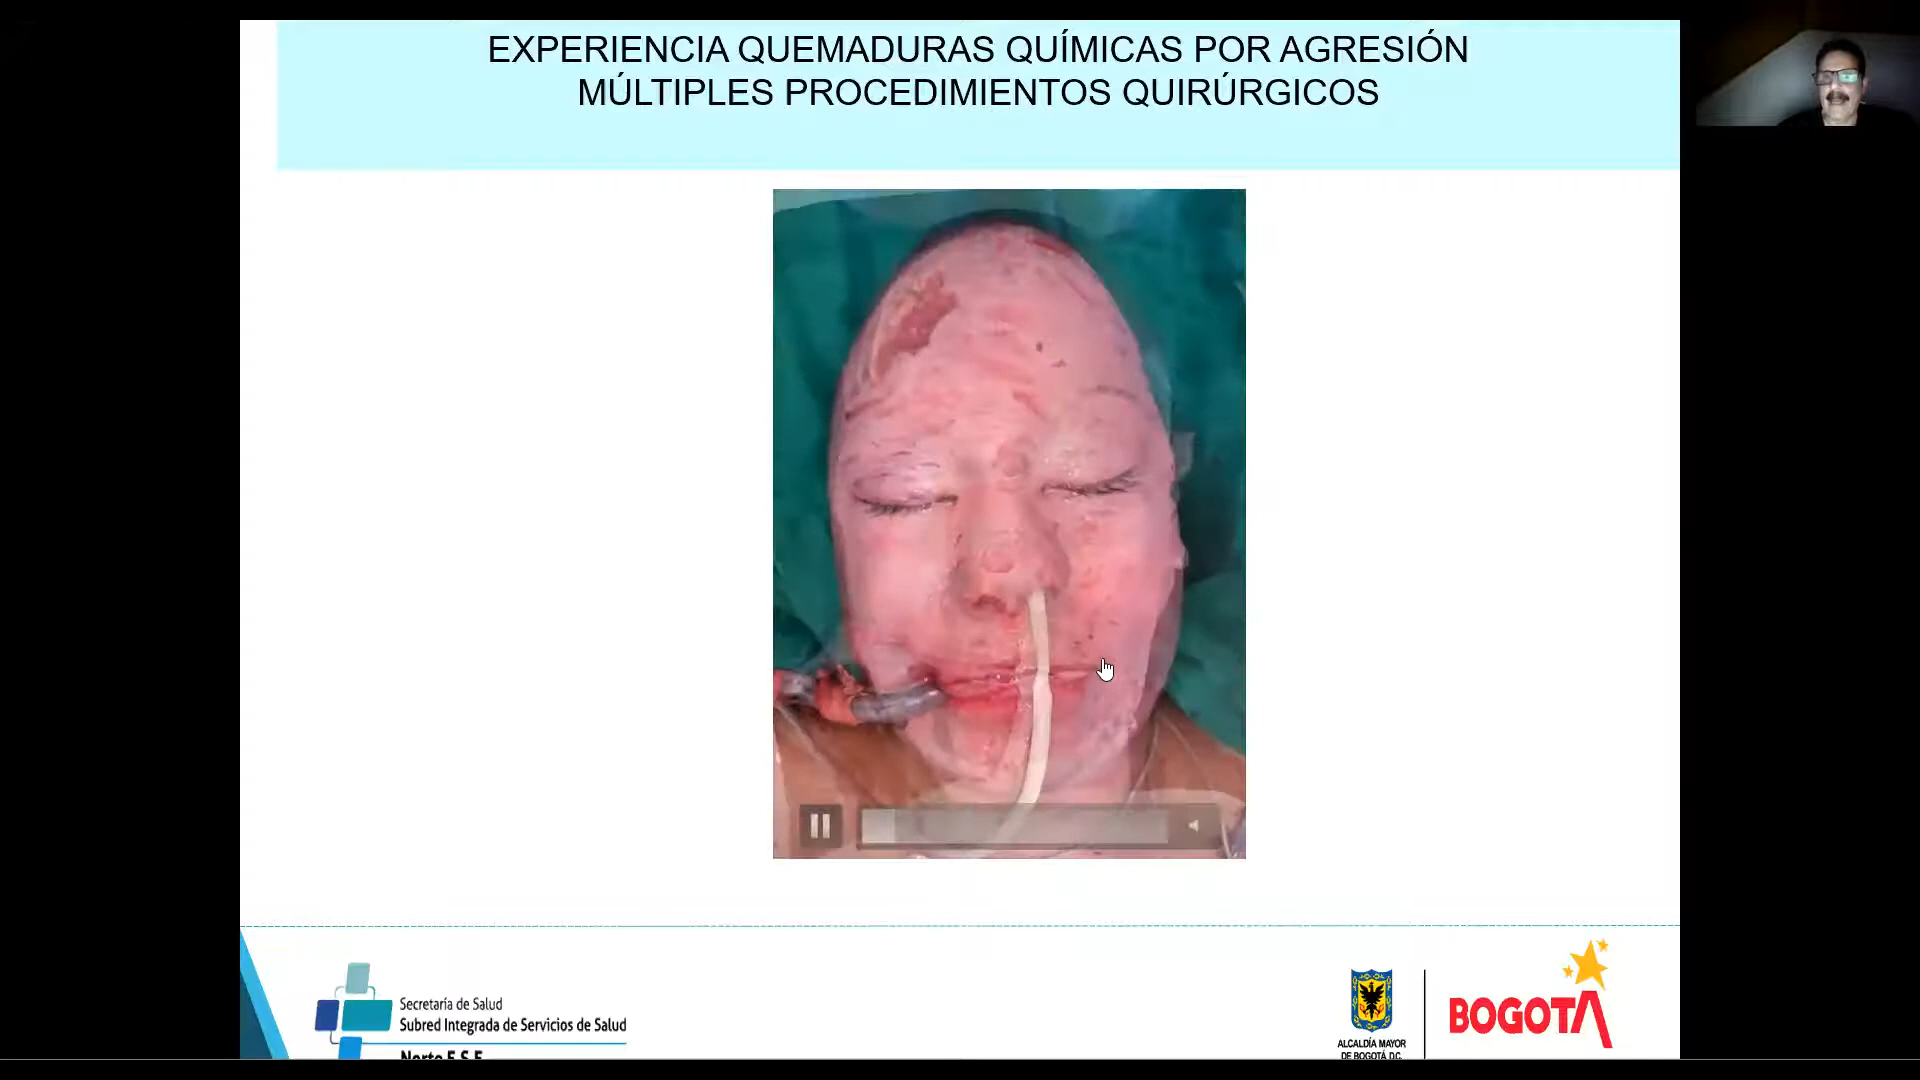 EXPERIENCIA QUEMADURAS QUÍMICAS POR AGRESIÓN
MÚLTIPLES PROCEDIMIENTOS QUIRÚRGICOS
Secretaría de Salud
Subred Integrada de Servicios de Salud
Norte E.S.E.
ALCALDÍA MAYOR
DE BOGOTÁ D.C.
BOGOTÁ